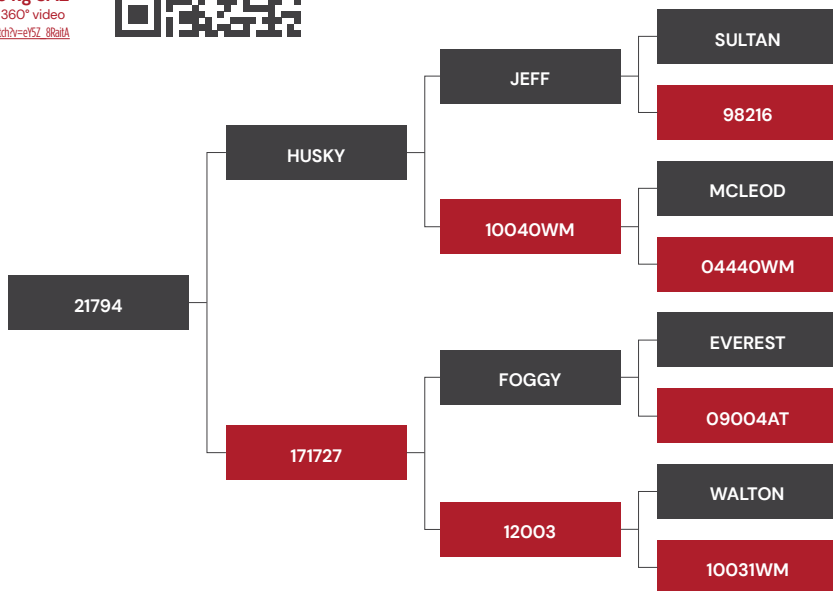 360° video
SULTAN
JEFF
98216
HUSKY
MCLEOD
10040WM
04440WM
21794
EVEREST
FOGGY
09004AT
171727
WALTON
12003
10031WM